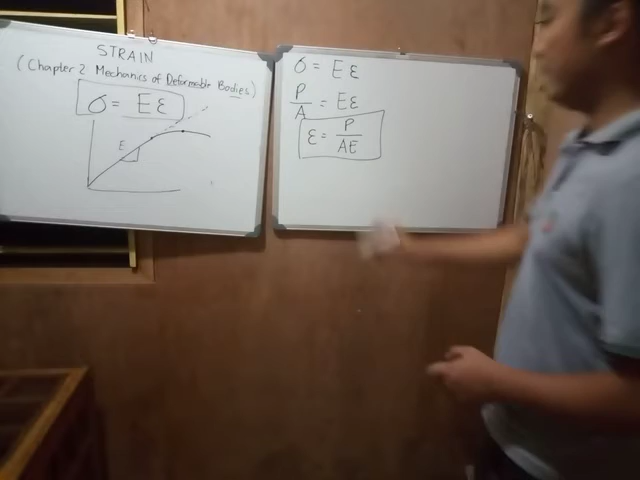 STRAIN
(Chapter 2 Mechanics of Deformable Bodies)
σ = Eε
E
σ = Eε
P/A = Eε
ε = P/AE